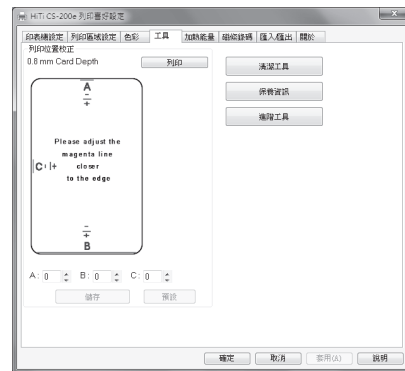 HiTi CS-200e 列印喜好設定
印表機設定 列印區域設定 色彩 工具 加熱能量 磁條錄碼 匯入/匯出 關於
列印位置校正
0.8 mm Card Depth 列印
A
Please adjust the
magenta line
C closer
to the edge
B
A: 0 B: 0 C: 0
儲存 預設
清潔工具
保養資訊
進階工具
確定 取消 套用(A) 說明